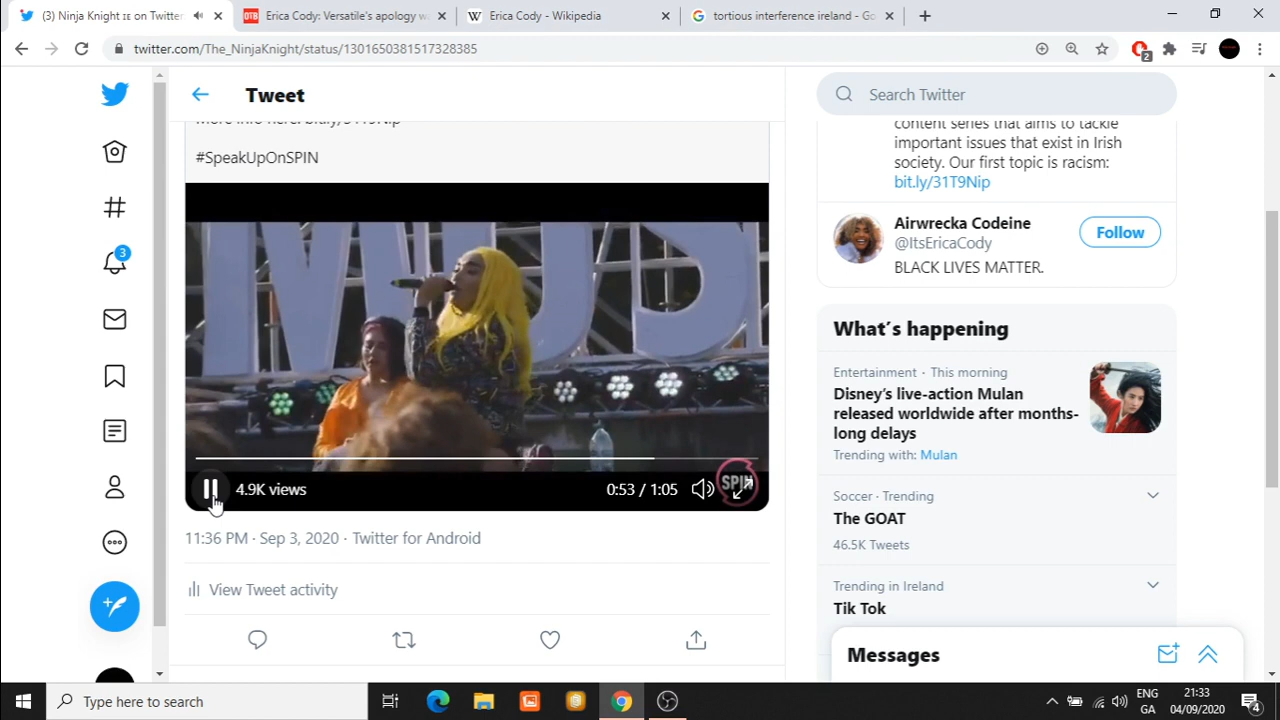 (3) Ninja Knight ɪᴇ on Twitter.
Erica Cody: Versatile's apology w
Erica Cody - Wikipedia
tortious interference ireland - Go
twitter.com/The_NinjaKnight/status/1301650381517328385
2
Tweet
Search Twitter
#SpeakUpOnSPIN
content series that aims to tackle
important issues that exist in Irish
society. Our first topic is racism:
bit.ly/31T9Nip
Airwrecka Codeine
@ItsEricaCody
BLACK LIVES MATTER.
Follow
3
What's happening
Entertainment · This morning
Disney's live-action Mulan
released worldwide after months-
long delays
Trending with: Mulan
4.9K views
0:53 / 1:05
SPIN
Soccer · Trending
The GOAT
46.5K Tweets
11:36 PM · Sep 3, 2020 · Twitter for Android
View Tweet activity
Trending in Ireland
Tik Tok
Messages
Type here to search
ENG
GA
21:33
04/09/2020
4